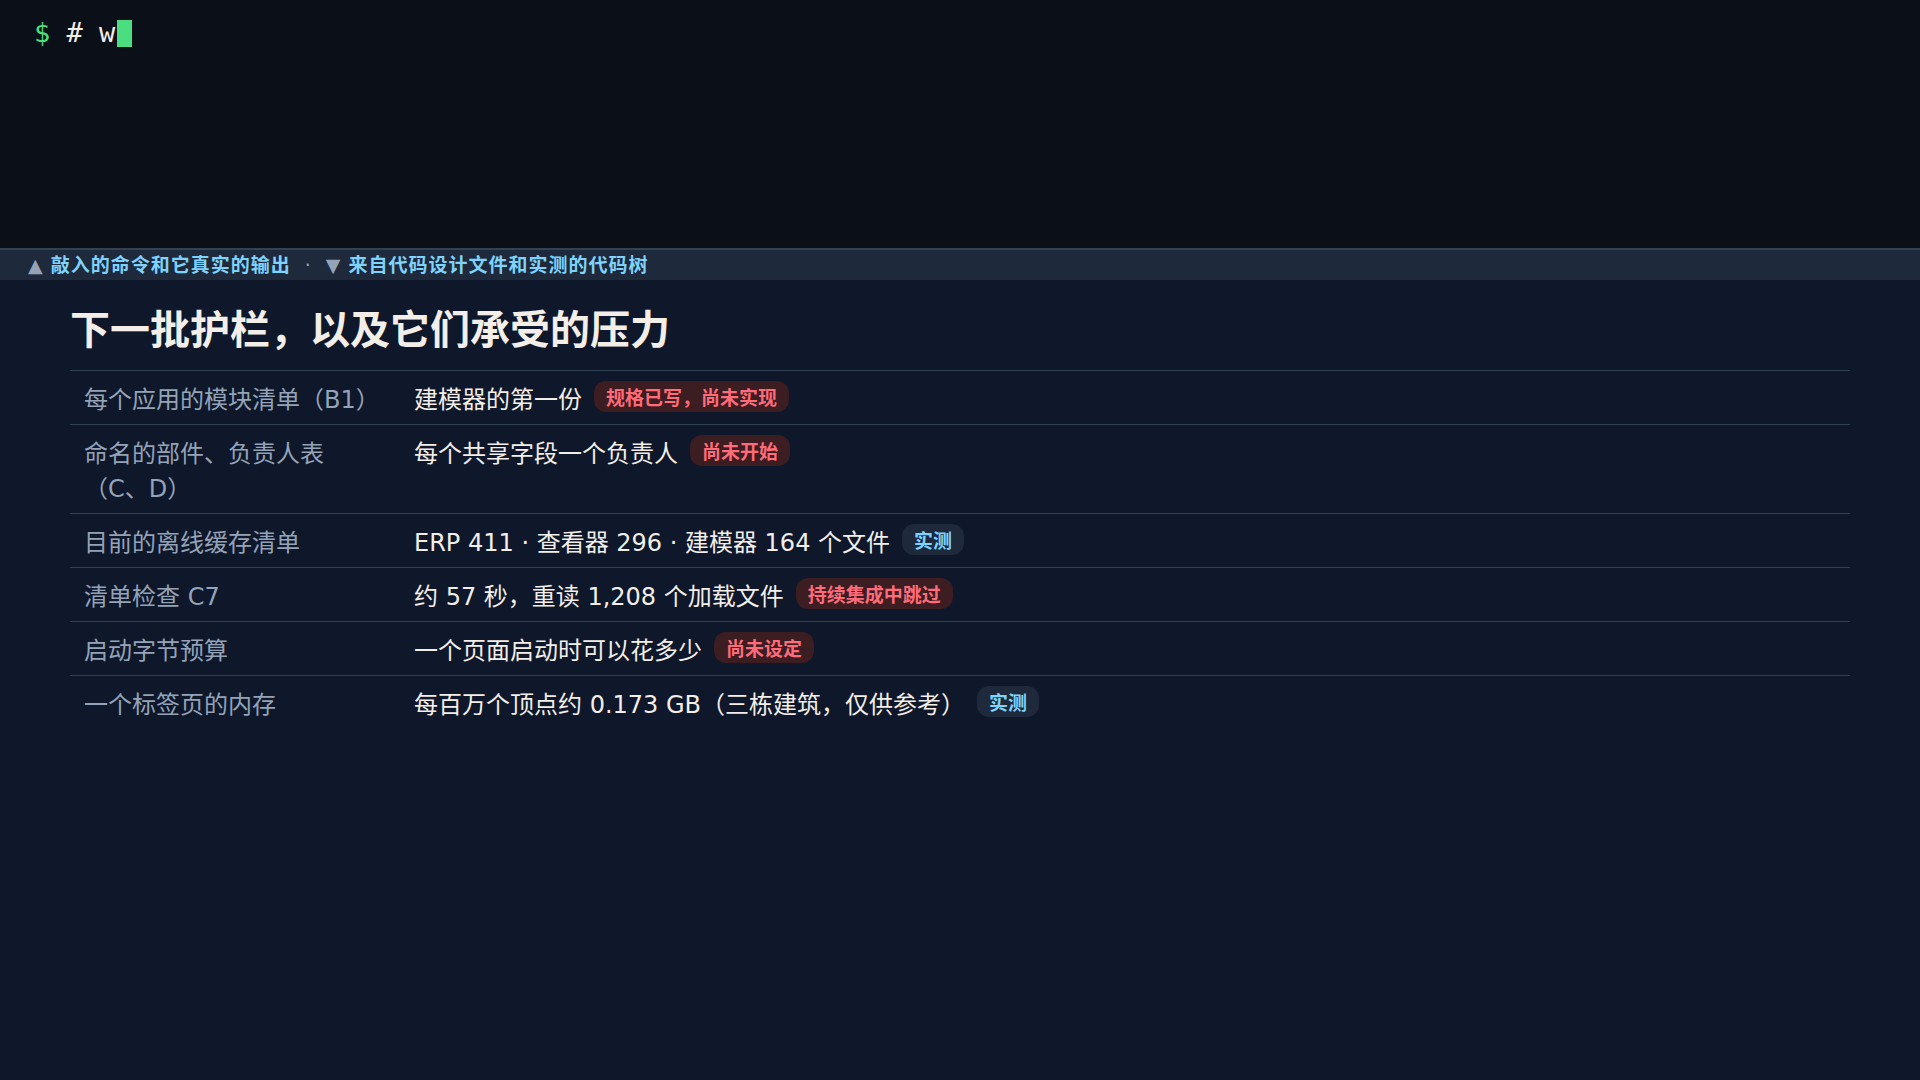 $ # w
▲ 敲入的命令和它真实的输出 · ▼ 来自代码设计文件和实测的代码树
下一批护栏，以及它们承受的压力
每个应用的模块清单（B1） 建模器的第一份 规格已写，尚未实现
命名的部件、负责人表 每个共享字段一个负责人 尚未开始
（C、D）
目前的离线缓存清单 ERP 411 · 查看器 296 · 建模器 164 个文件 实测
清单检查 C7 约 57 秒，重读 1,208 个加载文件 持续集成中跳过
启动字节预算 一个页面启动时可以花多少 尚未设定
一个标签页的内存 每百万个顶点约 0.173 GB（三栋建筑，仅供参考） 实测